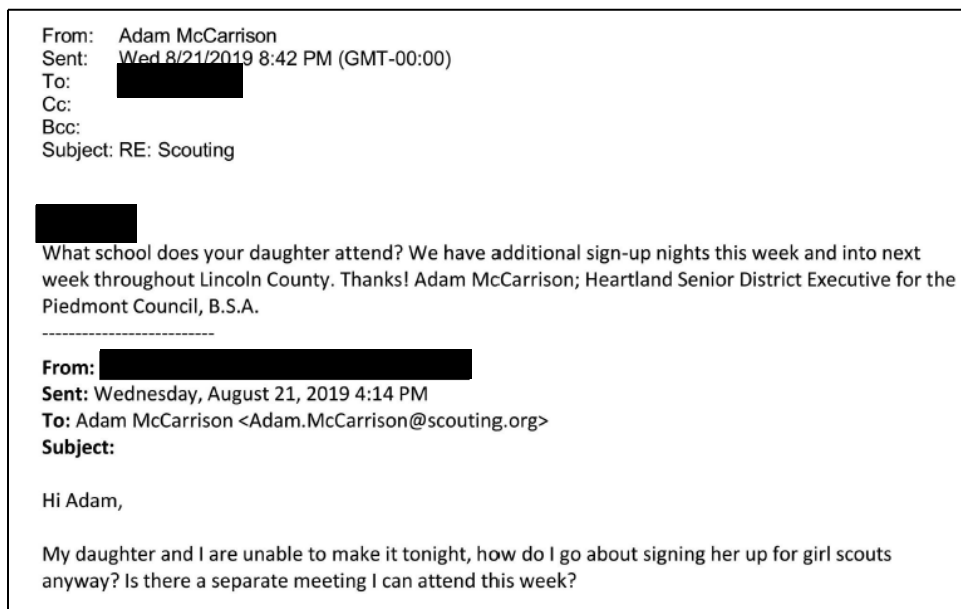 From: Adam McCarrison
Sent: Wed 8/21/2019 8:42 PM (GMT-00:00)
To:
Cc:
Bcc:
Subject: RE: Scouting
What school does your daughter attend? We have additional sign-up nights this week and into next
week throughout Lincoln County. Thanks! Adam McCarrison; Heartland Senior District Executive for the
Piedmont Council, B.S.A.
--------------------------
From:
Sent: Wednesday, August 21, 2019 4:14 PM
To: Adam McCarrison <Adam.McCarrison@scouting.org>
Subject:
Hi Adam,
My daughter and I are unable to make it tonight, how do I go about signing her up for girl scouts
anyway? Is there a separate meeting I can attend this week?